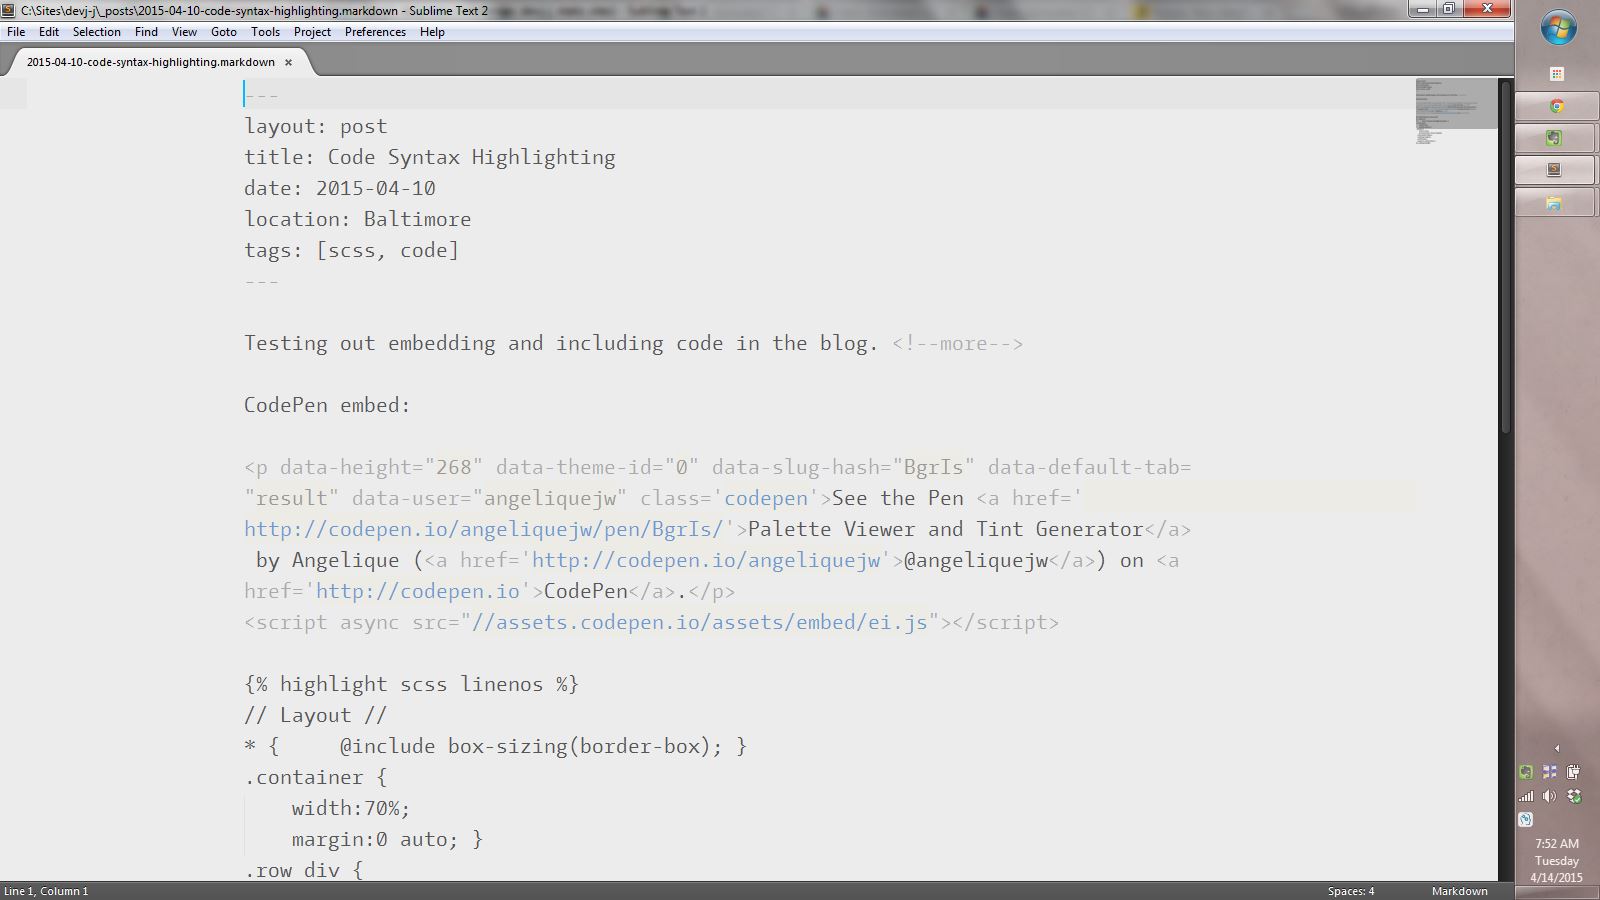 C:\Sites\devj-j\_posts\2015-04-10-code-syntax-highlighting.markdown - Sublime Text 2
File Edit Selection Find View Goto Tools Project Preferences Help
2015-04-10-code-syntax-highlighting.markdown
---
layout: post
title: Code Syntax Highlighting
date: 2015-04-10
location: Baltimore
tags: [scss, code]
---
Testing out embedding and including code in the blog. <!--more-->
CodePen embed:
<p data-height="268" data-theme-id="0" data-slug-hash="BgrIs" data-default-tab=
"result" data-user="angeliquejw" class='codepen'>See the Pen <a href='
http://codepen.io/angeliquejw/pen/BgrIs/'>Palette Viewer and Tint Generator</a>
by Angelique (<a href='http://codepen.io/angeliquejw'>@angeliquejw</a>) on <a
href='http://codepen.io'>CodePen</a>.</p>
<script async src="//assets.codepen.io/assets/embed/ei.js"></script>
{% highlight scss linenos %}
// Layout //
* {     @include box-sizing(border-box); }
.container {
    width:70%;
    margin:0 auto; }
.row div {
Line 1, Column 1
Spaces: 4
Markdown
7:52 AM
Tuesday
4/14/2015